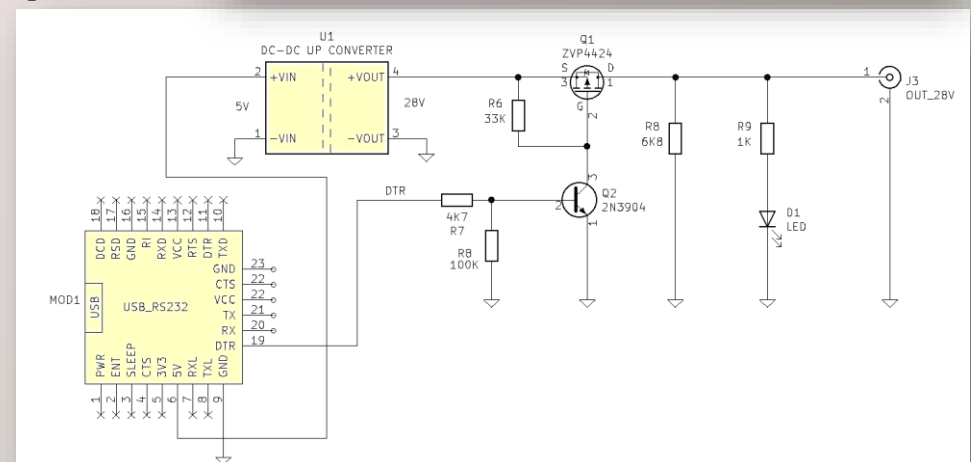 U1
DC-DC UP CONVERTER
2 +VIN +VOUT 4
5V 28V
1 -VIN -VOUT 3
Q1
ZVP4424
S D
3 1
G
2
R6
33K
R8
6K8
R9
1K
1
J3
OUT_28V
2
DTR
4K7
R7
R8
100K
3
2
Q2
2N3904
1
D1
LED
18 17 16 15 14 13 12 11 10
DCD RSD GND RI RXD VCC RTS DTR TXD
GND 23
CTS 22
VCC 22
TX 21
RX 20
DTR 19
MOD1
USB
USB_RS232
PWR ENT SLEEP CTS 3V3 5V RXL TXL GND
1 2 3 4 5 6 7 8 9